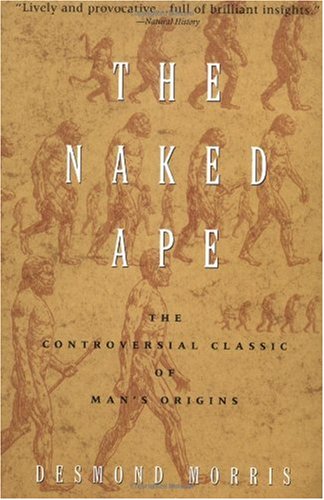 “Lively and provocative...full of brilliant insights.”
—Natural History
THE
NAKED
APE
THE
CONTROVERSIAL CLASSIC
OF
MAN'S ORIGINS
DESMOND MORRIS